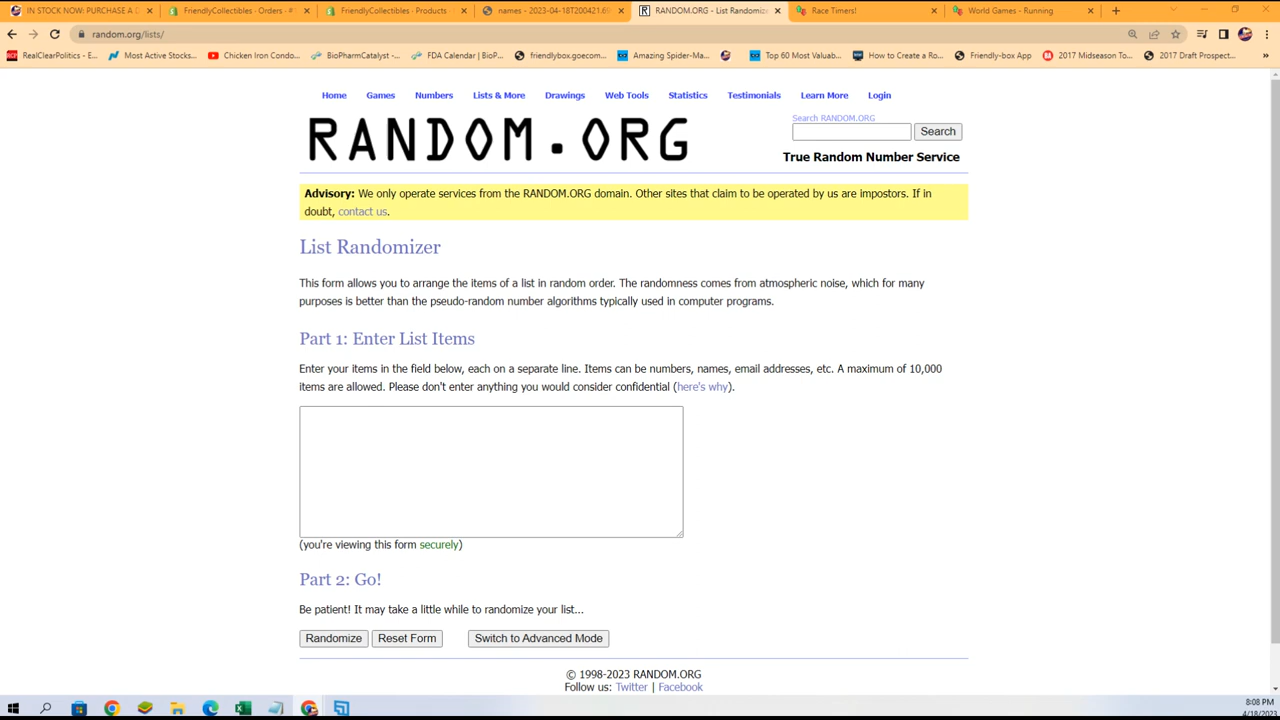 IN STOCK NOW: PURCHASE A D
FriendlyCollectibles - Orders - #
FriendlyCollectibles - Products -
names - 2023-04-18T200421.69
RANDOM.ORG - List Randomize
Race Timers!
World Games - Running
random.org/lists/
RealClearPolitics - E...
Most Active Stocks...
Chicken Iron Condo...
BioPharmCatalyst -...
FDA Calendar | BioP...
friendlybox.goecom...
Amazing Spider-Ma...
Top 60 Most Valuab...
How to Create a Ro...
Friendly-box App
2017 Midseason To...
2017 Draft Prospect...
Home Games Numbers Lists & More Drawings Web Tools Statistics Testimonials Learn More Login
RANDOM.ORG
Search RANDOM.ORG
Search
True Random Number Service
Advisory: We only operate services from the RANDOM.ORG domain. Other sites that claim to be operated by us are impostors. If in
doubt, contact us.
List Randomizer
This form allows you to arrange the items of a list in random order. The randomness comes from atmospheric noise, which for many
purposes is better than the pseudo-random number algorithms typically used in computer programs.
Part 1: Enter List Items
Enter your items in the field below, each on a separate line. Items can be numbers, names, email addresses, etc. A maximum of 10,000
items are allowed. Please don't enter anything you would consider confidential (here's why).
(you're viewing this form securely)
Part 2: Go!
Be patient! It may take a little while to randomize your list...
Randomize Reset Form Switch to Advanced Mode
© 1998-2023 RANDOM.ORG
Follow us: Twitter | Facebook
8:08 PM
4/18/2023